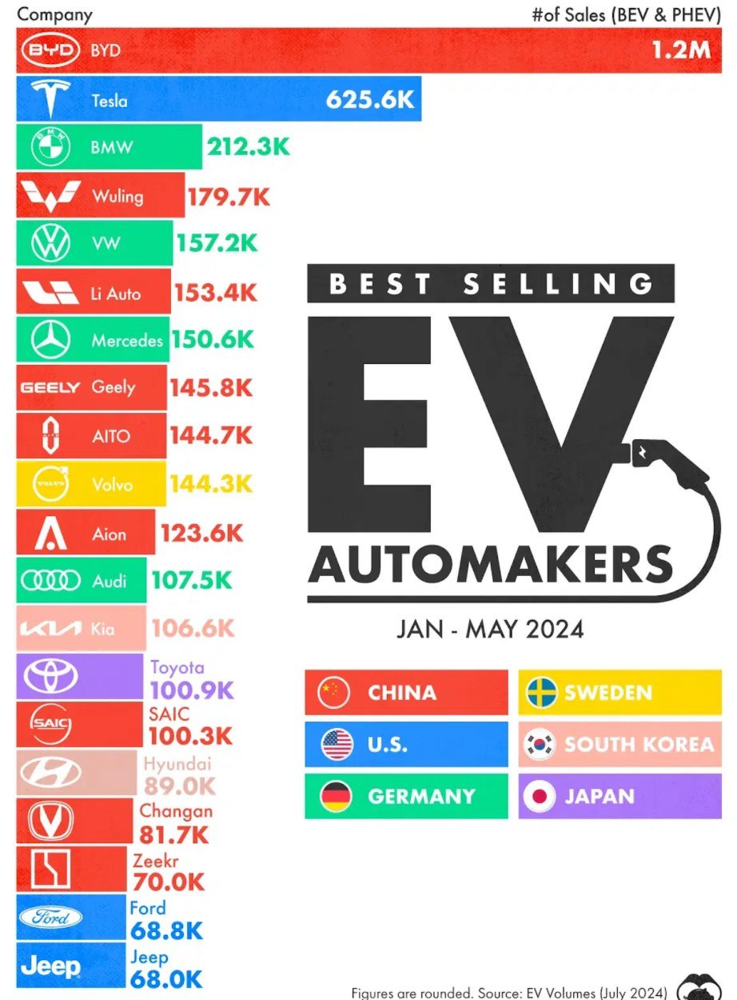 Company
#of Sales (BEV & PHEV)
BYD BYD 1.2M
Tesla 625.6K
BMW BMW 212.3K
Wuling 179.7K
VW 157.2K
Li Auto 153.4K
Mercedes 150.6K
GEELY Geely 145.8K
AITO 144.7K
VOLVO Volvo 144.3K
Aion 123.6K
Audi 107.5K
KIA Kia 106.6K
Toyota
100.9K
SAIC SAIC
100.3K
Hyundai
89.0K
Changan
81.7K
Zeekr
70.0K
Ford Ford
68.8K
Jeep Jeep
68.0K
BEST SELLING
EV
AUTOMAKERS
JAN - MAY 2024
CHINA
SWEDEN
U.S.
SOUTH KOREA
GERMANY
JAPAN
Figures are rounded. Source: EV Volumes (July 2024)